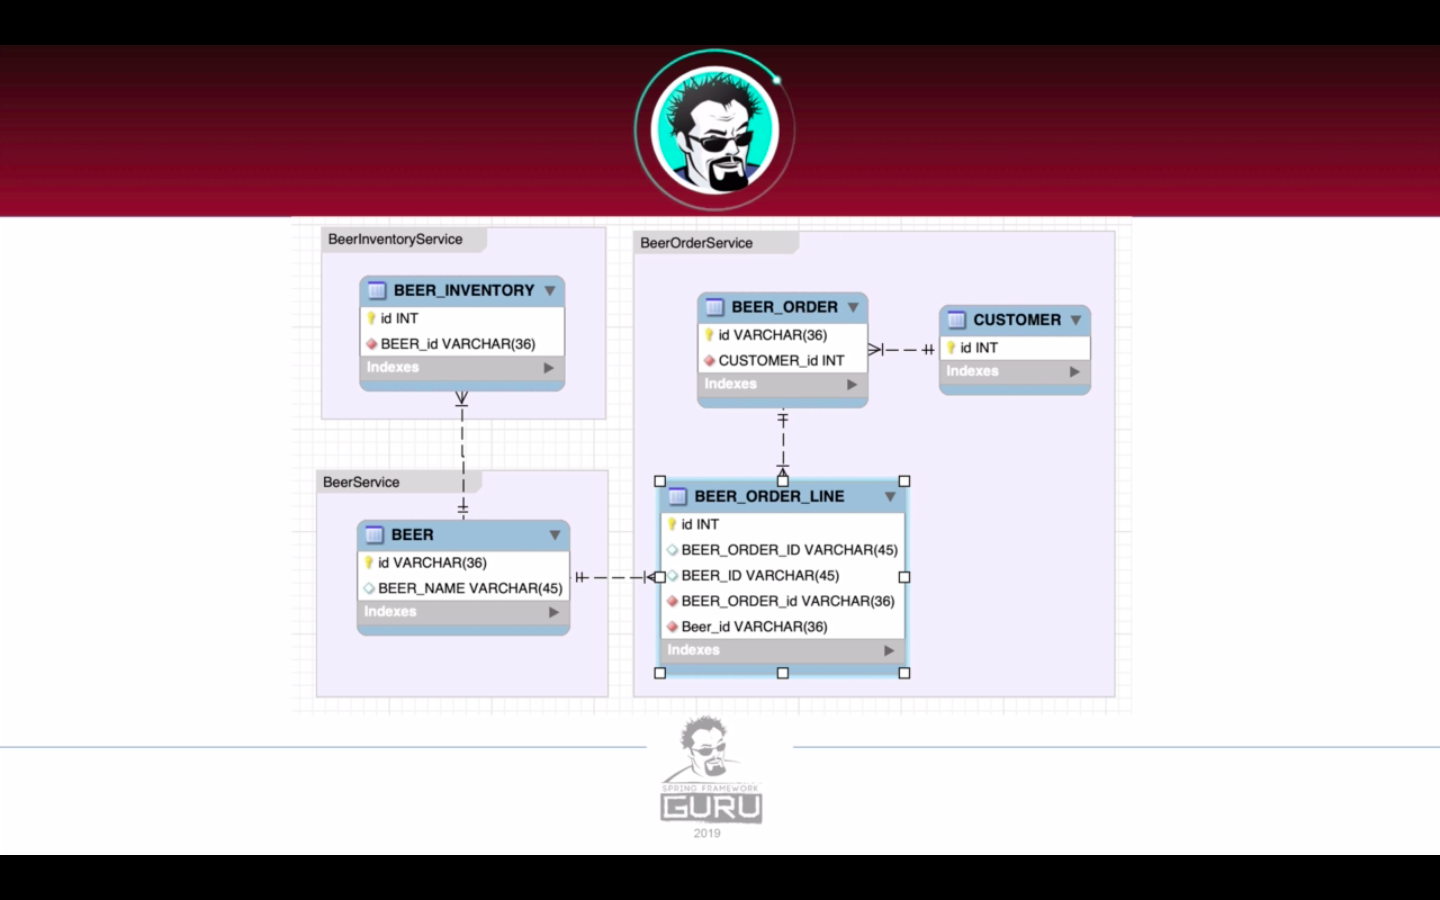 BeerInventoryService
BEER_INVENTORY
id INT
BEER_id VARCHAR(36)
Indexes
BeerOrderService
BEER_ORDER
id VARCHAR(36)
CUSTOMER_id INT
Indexes
CUSTOMER
id INT
Indexes
BeerService
BEER
id VARCHAR(36)
BEER_NAME VARCHAR(45)
Indexes
BEER_ORDER_LINE
id INT
BEER_ORDER_ID VARCHAR(45)
BEER_ID VARCHAR(45)
BEER_ORDER_id VARCHAR(36)
Beer_id VARCHAR(36)
Indexes
SPRING FRAMEWORK
GURU
2019